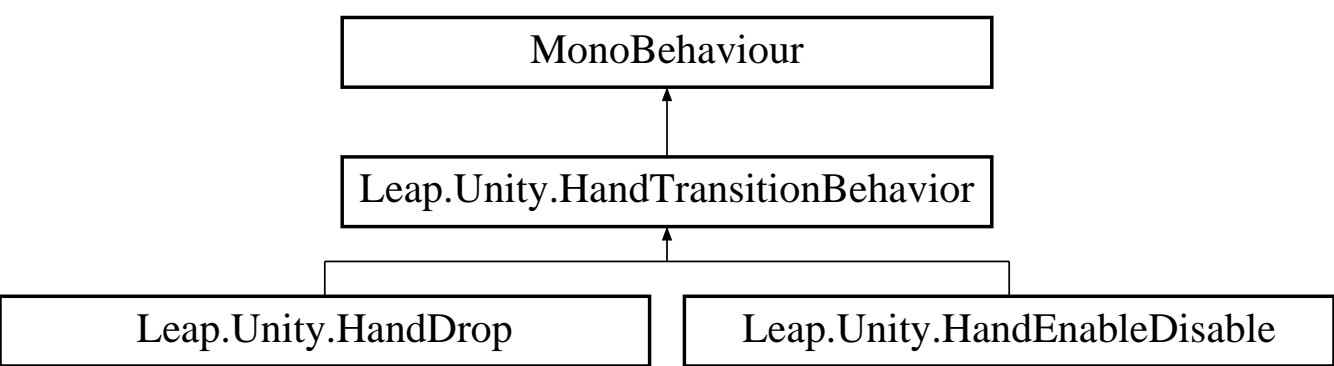 MonoBehaviour
Leap.Unity.HandTransitionBehavior
Leap.Unity.HandDrop
Leap.Unity.HandEnableDisable